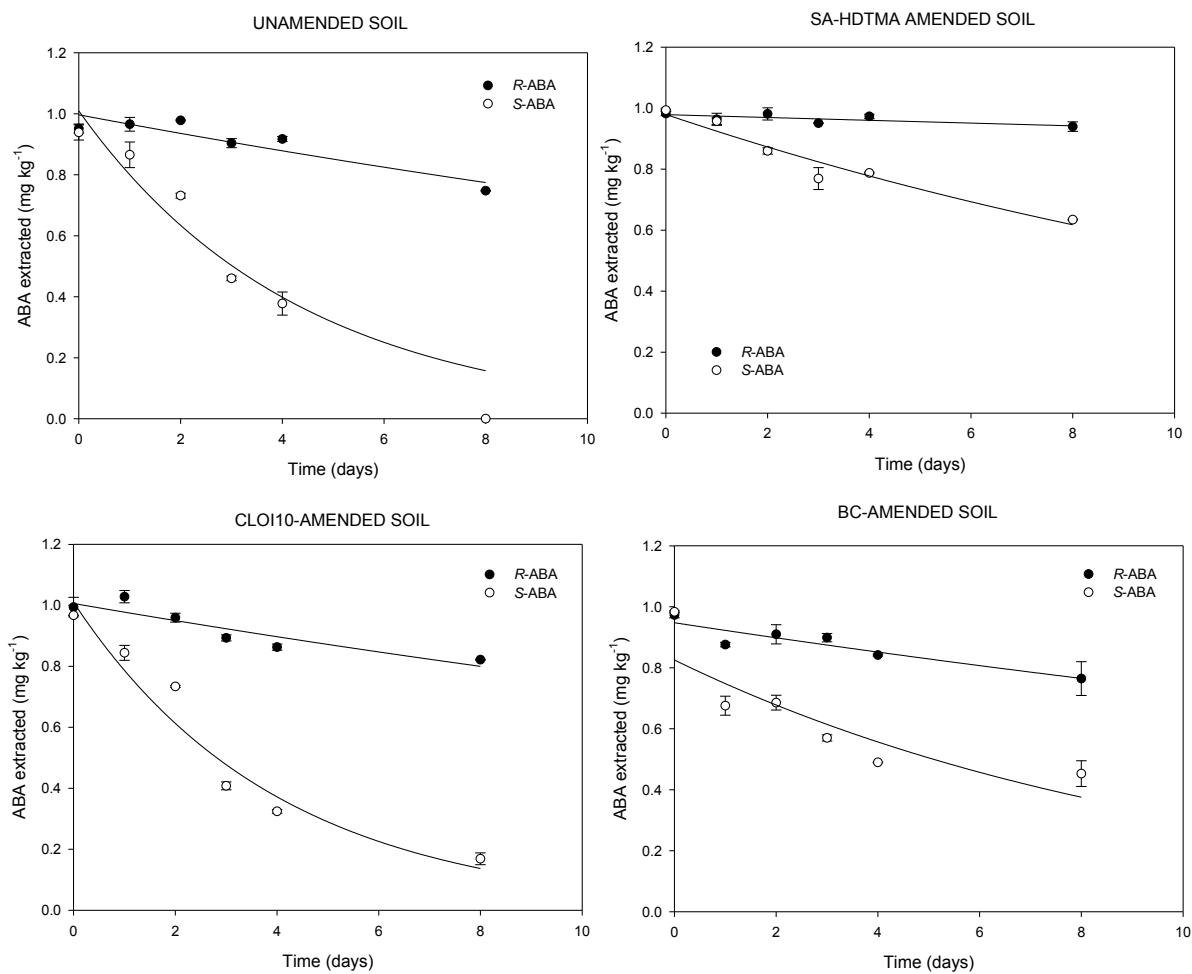 UNAMENDED SOIL
1.2
1.0
0.8
0.6
0.4
0.2
0.0
ABA extracted (mg kg-1)
R-ABA
S-ABA
0 2 4 6 8 10
Time (days)
SA-HDTMA AMENDED SOIL
1.2
1.0
0.8
0.6
0.4
0.2
0.0
ABA extracted (mg kg-1)
R-ABA
S-ABA
0 2 4 6 8 10
Time (days)
CLOI10-AMENDED SOIL
1.2
1.0
0.8
0.6
0.4
0.2
0.0
ABA extracted (mg kg-1)
R-ABA
S-ABA
0 2 4 6 8 10
Time (days)
BC-AMENDED SOIL
1.2
1.0
0.8
0.6
0.4
0.2
0.0
ABA extracted (mg kg-1)
R-ABA
S-ABA
0 2 4 6 8 10
Time (days)